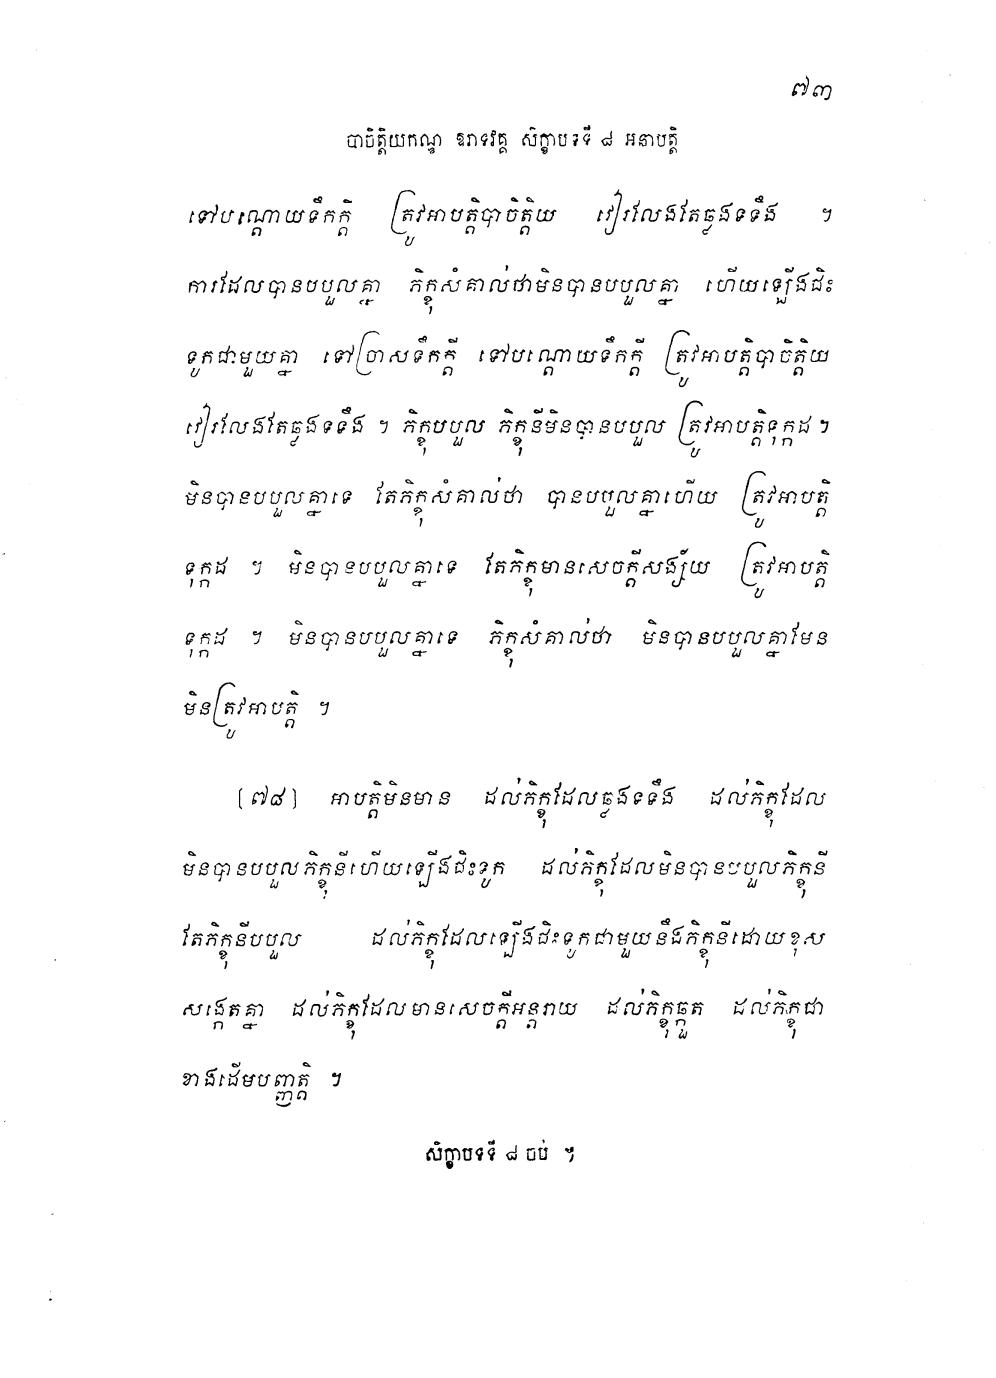 ៧៣
បាចិត្តិយកណ្ឌ ឱវាទវគ្គ សិក្ខាបទទី ៨ អនាបត្តិ
ទៅបណ្តោយទឹកក្តី ត្រូវអាបត្តិបាចិត្តិយ វៀរលែងតែឆ្លងទទឹង ។
ការដែលបានបបួលគ្នា ភិក្ខុសំគាល់ថាមិនបានបបួលគ្នា ហើយឡើងជិះ
ទូកជាមួយគ្នា ទៅច្រាសទឹកក្តី ទៅបណ្តោយទឹកក្តី ត្រូវអាបត្តិបាចិត្តិយ
វៀរលែងតែឆ្លងទទឹង ។ ភិក្ខុបបួល ភិក្ខុនីមិនបានបបួល ត្រូវអាបត្តិទុក្កដ ។
មិនបានបបួលគ្នាទេ តែភិក្ខុសំគាល់ថា បានបបួលគ្នាហើយ ត្រូវអាបត្តិ
ទុក្កដ ។ មិនបានបបួលគ្នាទេ តែភិក្ខុមានសេចក្តីសង្ស័យ ត្រូវអាបត្តិ
ទុក្កដ ។ មិនបានបបួលគ្នាទេ ភិក្ខុសំគាល់ថា មិនបានបបួលគ្នាមែន
មិនត្រូវអាបត្តិ ។
[៧៨] អាបត្តិមិនមាន ដល់ភិក្ខុដែលឆ្លងទទឹង ដល់ភិក្ខុដែល
មិនបានបបួលភិក្ខុនីហើយឡើងជិះទូក ដល់ភិក្ខុដែលមិនបានបបួលភិក្ខុនី
តែភិក្ខុនីបបួល ដល់ភិក្ខុដែលឡើងជិះទូកជាមួយនឹងភិក្ខុនីដោយខុស
សង្កេតគ្នា ដល់ភិក្ខុដែលមានសេចក្តីអន្តរាយ ដល់ភិក្ខុឆ្កួត ដល់ភិក្ខុជា
ខាងដើមបញ្ញត្តិ ។
សិក្ខាបទទី ៨ ចប់ ។